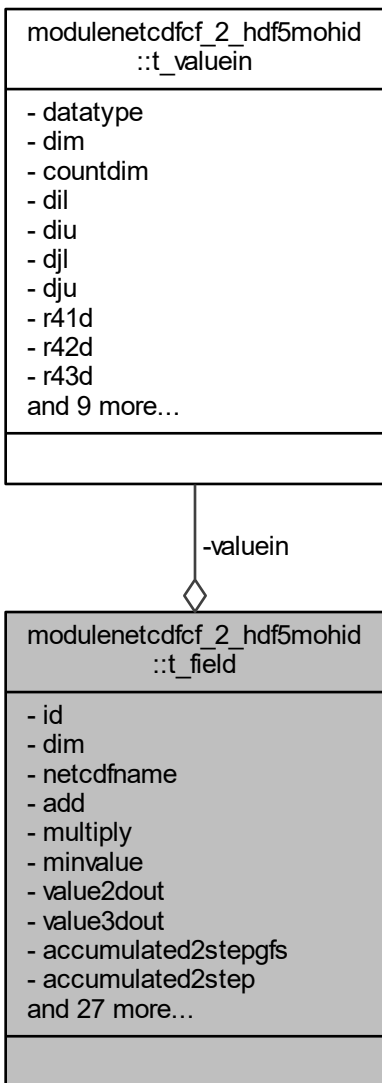 modulenetcdfcf_2_hdf5mohid
::t_valuein
- datatype
- dim
- countdim
- dil
- diu
- djl
- dju
- r41d
- r42d
- r43d
and 9 more...
-valuein
modulenetcdfcf_2_hdf5mohid
::t_field
- id
- dim
- netcdfname
- add
- multiply
- minvalue
- value2dout
- value3dout
- accumulated2stepgfs
- accumulated2step
and 27 more...